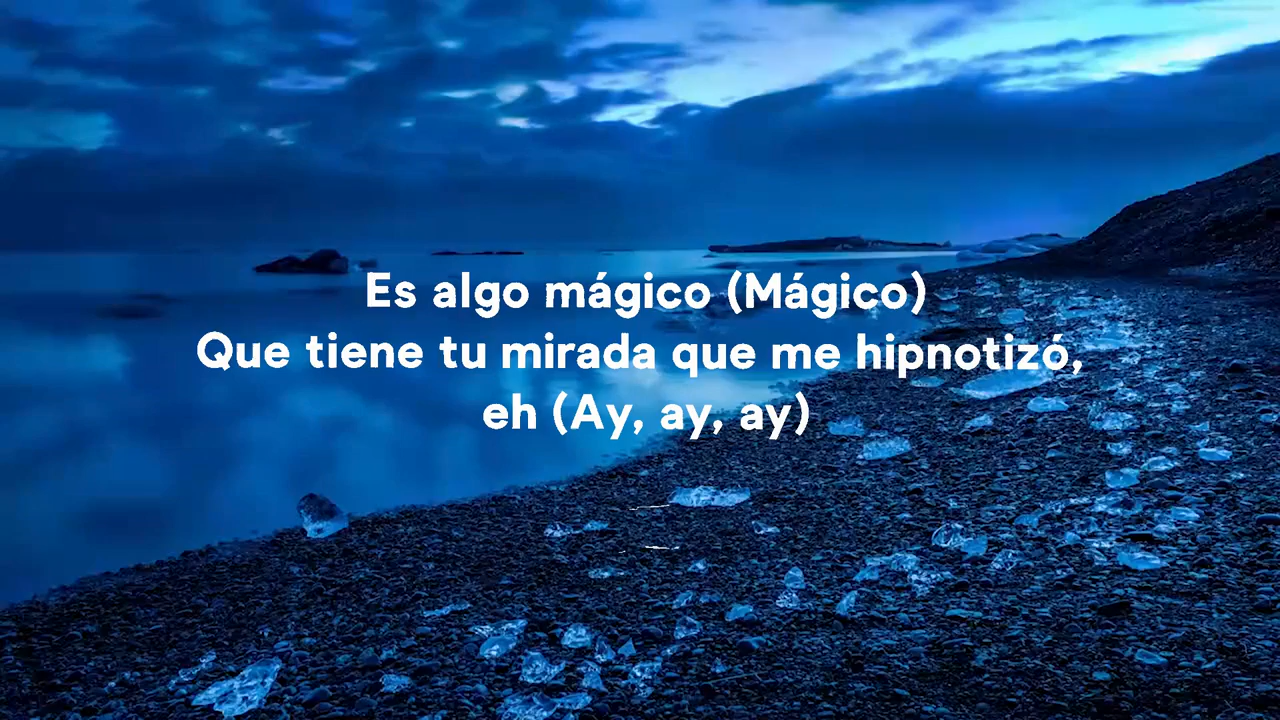 Es algo mágico (Mágico)
Que tiene tu mirada que me hipnotizó,
eh (Ay, ay, ay)